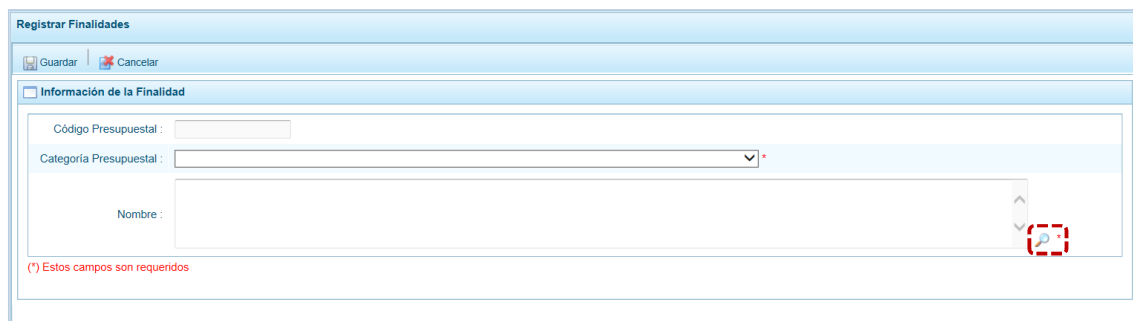 Registrar Finalidades
Guardar Cancelar
Información de la Finalidad
Código Presupuestal :
Categoría Presupuestal : *
Nombre :
*
(*) Estos campos son requeridos